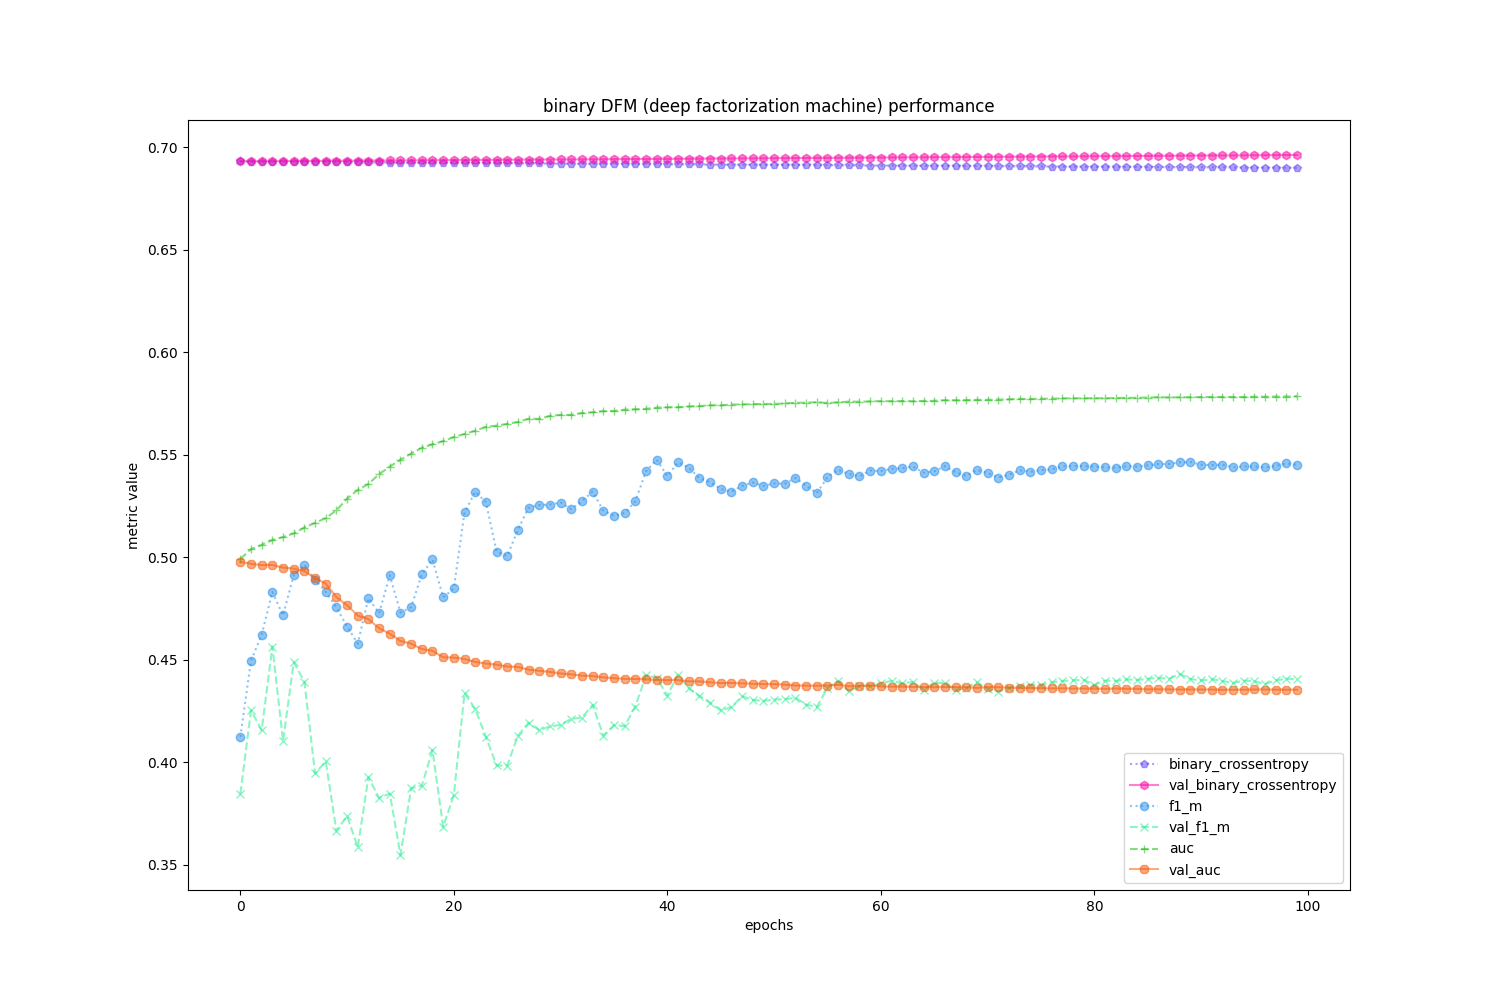 binary DFM (deep factorization machine) performance
metric value
0.70
0.65
0.60
0.55
0.50
0.45
0.40
0.35
0
20
40
60
80
100
epochs
binary_crossentropy
val_binary_crossentropy
f1_m
val_f1_m
auc
val_auc